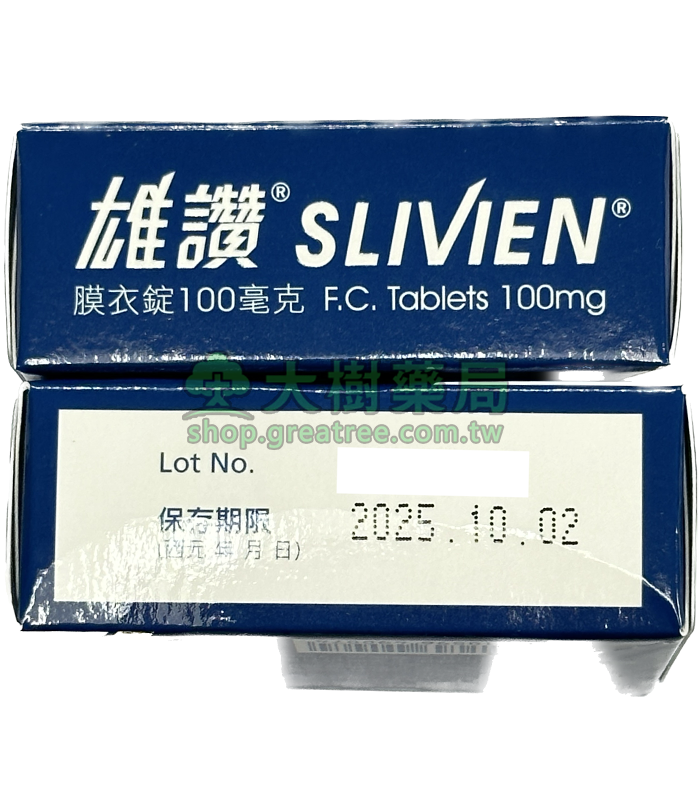 雄讚® SLIVIEN®
膜衣錠100毫克 F.C. Tablets 100mg
大樹藥局
shop.greatree.com.tw
Lot No.
保存期限 2025.10.02
(西元 年 月 日)